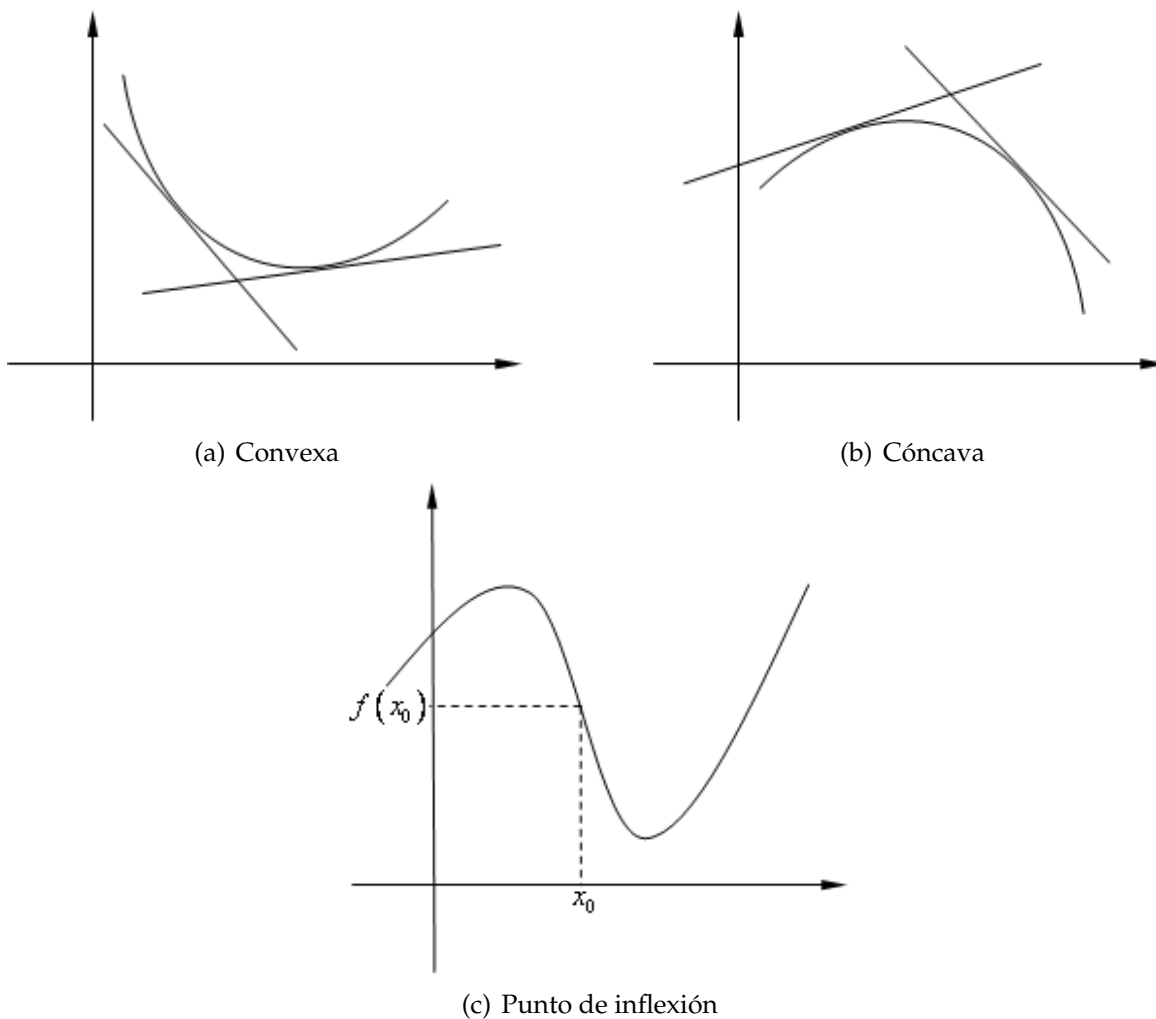 (a) Convexa
(b) Cóncava
f(x₀)
x₀
(c) Punto de inflexión